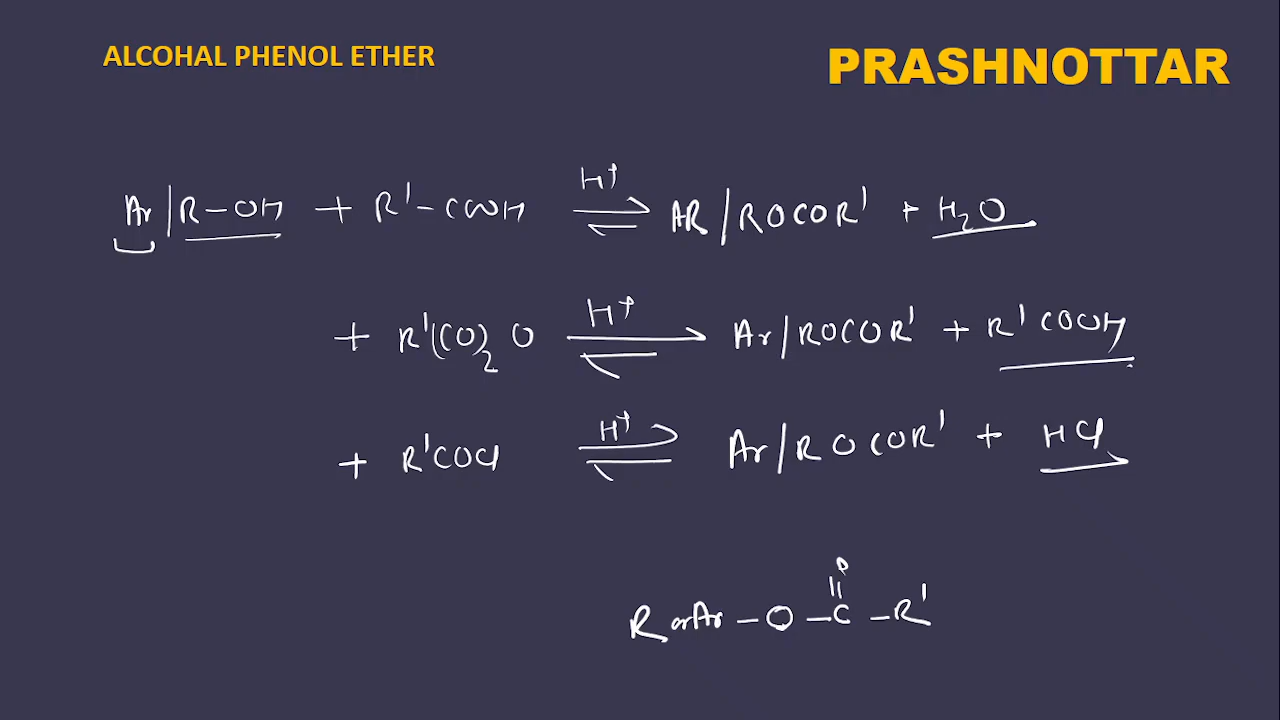 ALCOHAL PHENOL ETHER
PRASHNOTTAR
Ar/R-OH + R'-COOH ⇌ H⁺ AR/ROCOR' + H₂O
+ R'(CO)₂O ⇌ H⁺ Ar/ROCOR' + R'COOH
+ R'COCl ⇌ H⁺ Ar/ROCOR' + HCl
O
||
R or Ar - O - C - R'